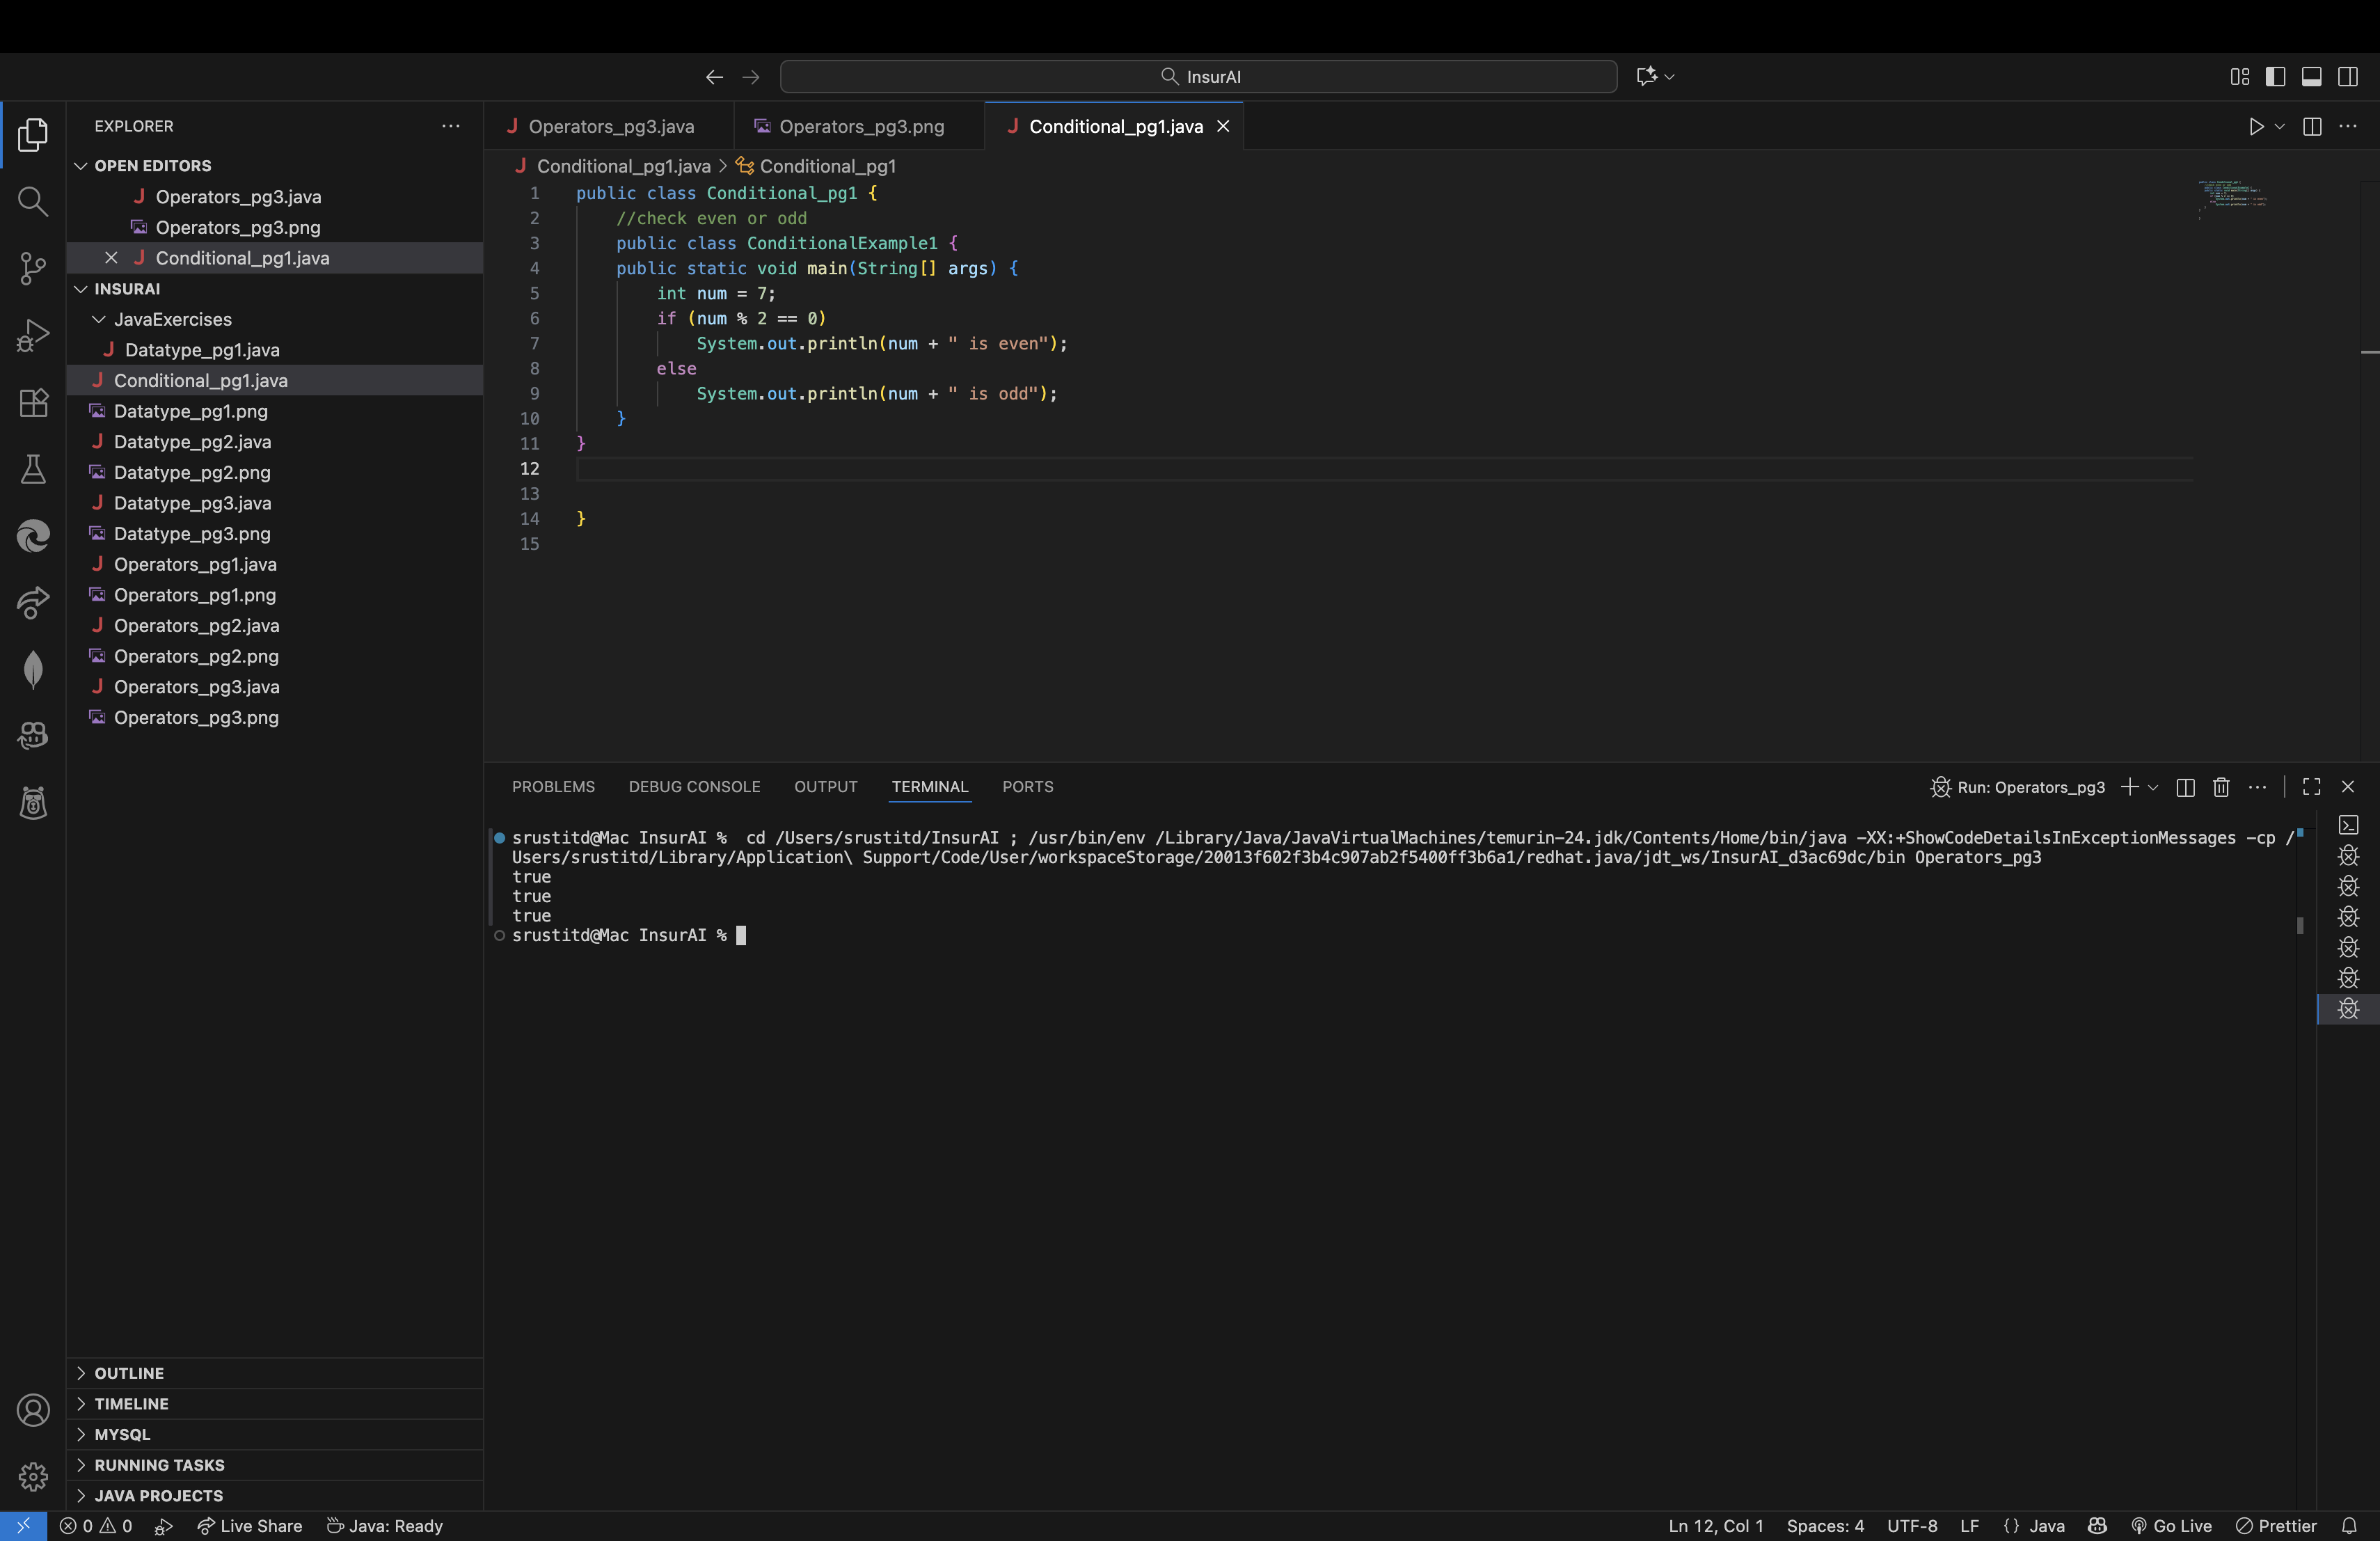 InsurAI
EXPLORER
OPEN EDITORS
Operators_pg3.java
Operators_pg3.png
Conditional_pg1.java
INSURAI
JavaExercises
Datatype_pg1.java
Conditional_pg1.java
Datatype_pg1.png
Datatype_pg2.java
Datatype_pg2.png
Datatype_pg3.java
Datatype_pg3.png
Operators_pg1.java
Operators_pg1.png
Operators_pg2.java
Operators_pg2.png
Operators_pg3.java
Operators_pg3.png
OUTLINE
TIMELINE
MYSQL
RUNNING TASKS
JAVA PROJECTS
Operators_pg3.java Operators_pg3.png Conditional_pg1.java
Conditional_pg1.java > Conditional_pg1
1 public class Conditional_pg1 {
2 //check even or odd
3 public class ConditionalExample1 {
4 public static void main(String[] args) {
5 int num = 7;
6 if (num % 2 == 0)
7 System.out.println(num + " is even");
8 else
9 System.out.println(num + " is odd");
10 }
11 }
12
13
14 }
15
PROBLEMS DEBUG CONSOLE OUTPUT TERMINAL PORTS Run: Operators_pg3
srustitd@Mac InsurAI % cd /Users/srustitd/InsurAI ; /usr/bin/env /Library/Java/JavaVirtualMachines/temurin-24.jdk/Contents/Home/bin/java -XX:+ShowCodeDetailsInExceptionMessages -cp /
Users/srustitd/Library/Application\ Support/Code/User/workspaceStorage/20013f602f3b4c907ab2f5400ff3b6a1/redhat.java/jdt_ws/InsurAI_d3ac69dc/bin Operators_pg3
true
true
true
srustitd@Mac InsurAI %
0 0 Live Share Java: Ready Ln 12, Col 1 Spaces: 4 UTF-8 LF {} Java Go Live Prettier